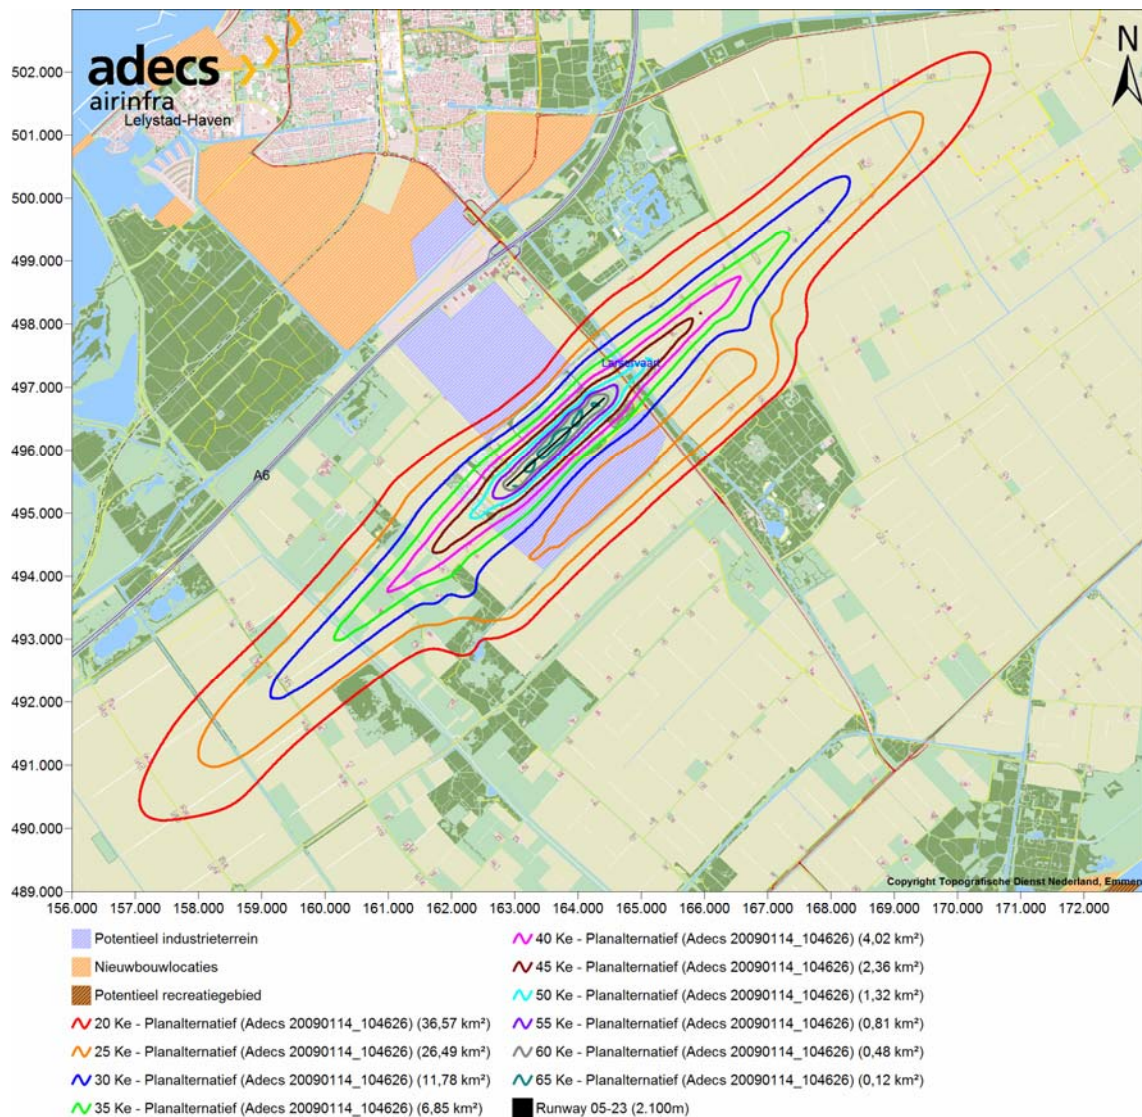 adecs
airinfra
Lelystad-Haven
N
502.000
501.000
500.000
499.000
498.000
497.000
496.000
495.000
494.000
493.000
492.000
491.000
490.000
489.000
Larservaart
A6
Copyright Topografische Dienst Nederland, Emmen
156.000 157.000 158.000 159.000 160.000 161.000 162.000 163.000 164.000 165.000 166.000 167.000 168.000 169.000 170.000 171.000 172.000
Potentieel industrieterrein
Nieuwbouwlocaties
Potentieel recreatiegebied
20 Ke - Planalternatief (Adecs 20090114_104626) (36,57 km²)
25 Ke - Planalternatief (Adecs 20090114_104626) (26,49 km²)
30 Ke - Planalternatief (Adecs 20090114_104626) (11,78 km²)
35 Ke - Planalternatief (Adecs 20090114_104626) (6,85 km²)
40 Ke - Planalternatief (Adecs 20090114_104626) (4,02 km²)
45 Ke - Planalternatief (Adecs 20090114_104626) (2,36 km²)
50 Ke - Planalternatief (Adecs 20090114_104626) (1,32 km²)
55 Ke - Planalternatief (Adecs 20090114_104626) (0,81 km²)
60 Ke - Planalternatief (Adecs 20090114_104626) (0,48 km²)
65 Ke - Planalternatief (Adecs 20090114_104626) (0,12 km²)
Runway 05-23 (2.100m)